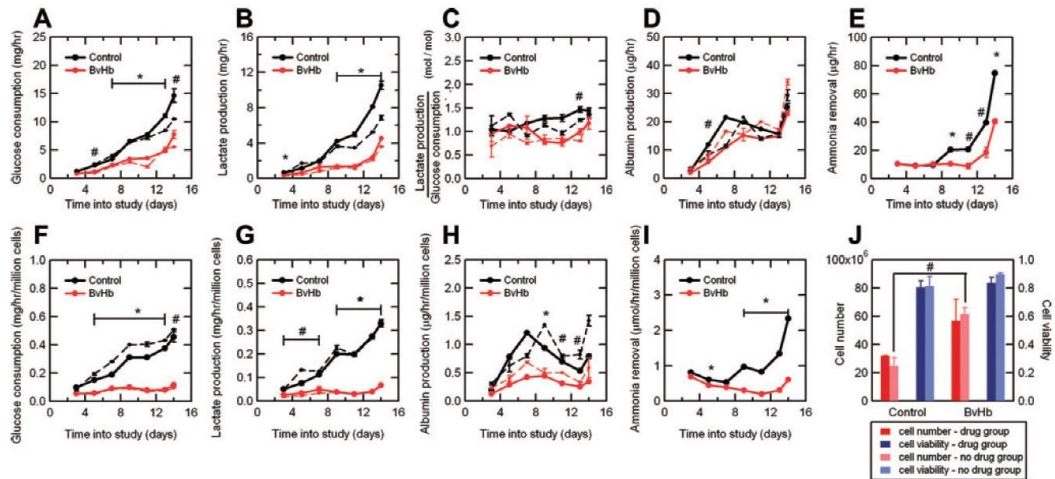 A
Glucose consumption (mg/hr)
25
20
15
10
5
0
Control
BvHb
*
#
#
0 4 8 12 16
Time into study (days)
B
Lactate production (mg/hr)
12
10
8
6
4
2
0
Control
BvHb
*
*
0 4 8 12 16
Time into study (days)
C
Lactate production
Glucose consumption
(mol / mol)
3.0
2.5
2.0
1.5
1.0
0.5
0.0
Control
BvHb
#
0 4 8 12 16
Time into study (days)
D
Albumin production (µg/hr)
50
40
30
20
10
0
Control
BvHb
#
0 4 8 12 16
Time into study (days)
E
Ammonia removal (µg/hr)
100
75
50
25
0
Control
BvHb
*
*
#
#
0 4 8 12 16
Time into study (days)
F
Glucose consumption (mg/hr/million cells)
1.0
0.8
0.6
0.4
0.2
0.0
Control
BvHb
*
#
0 4 8 12 16
Time into study (days)
G
Lactate production (mg/hr/million cells)
0.6
0.5
0.4
0.3
0.2
0.1
0.0
Control
BvHb
*
#
0 4 8 12 16
Time into study (days)
H
Albumin production (µg/hr/million cells)
2.5
2.0
1.5
1.0
0.5
0.0
Control
BvHb
*
# #
0 4 8 12 16
Time into study (days)
I
Ammonia removal (µmol/hr/million cells)
4
3
2
1
0
Control
BvHb
*
*
0 4 8 12 16
Time into study (days)
J
Cell number
100x10⁶
80
60
40
20
0
#
1.0
0.8
0.6
0.4
0.2
0.0
Cell viability
Control BvHb
cell number - drug group
cell viability - drug group
cell number - no drug group
cell viability - no drug group